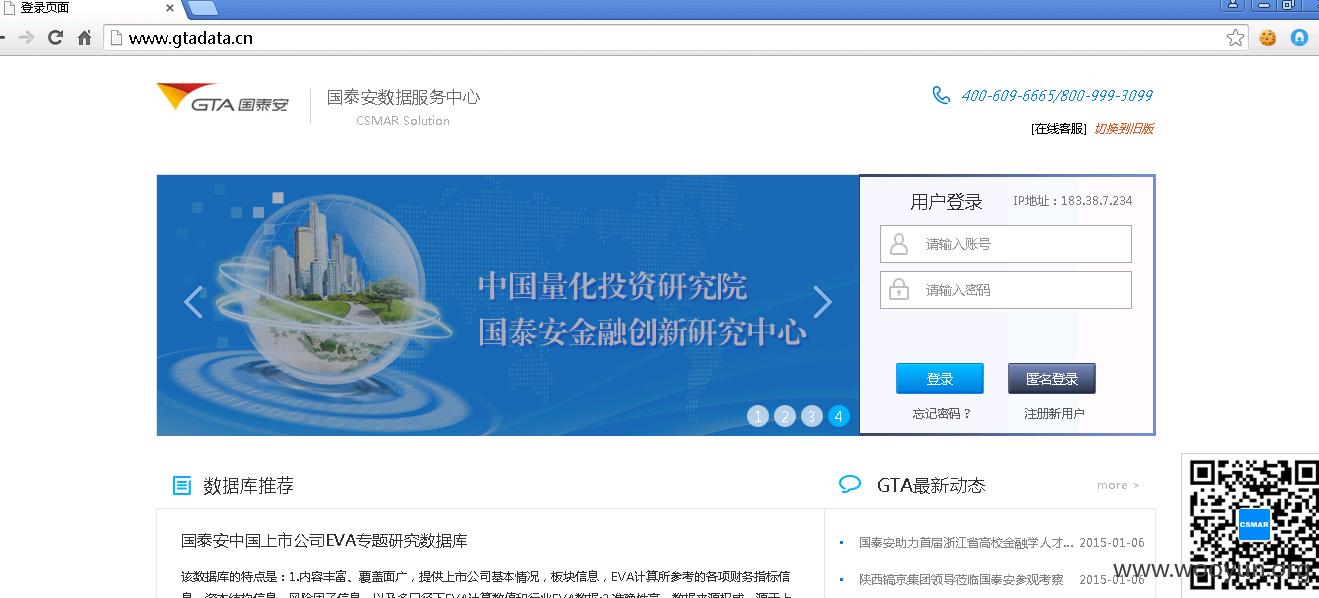 登录页面
www.gtadata.cn
GTA 国泰安
国泰安数据服务中心
CSMAR Solution
400-609-6665/800-999-3099
[在线客服] 切换到旧版
中国量化投资研究院
国泰安金融创新研究中心
1 2 3 4
用户登录 IP地址：183.38.7.234
请输入账号
请输入密码
登录 匿名登录
忘记密码？ 注册新用户
数据库推荐
国泰安中国上市公司EVA专题研究数据库
该数据库的特点是：1.内容丰富、覆盖面广，提供上市公司基本情况，板块信息，EVA计算所参考的各项财务指标信
GTA最新动态 more >
国泰安助力首届浙江省高校金融学人才... 2015-01-06
陕西镐京集团领导莅临国泰安参观考察 2015-01-06
CSMAR
www.wooyun.org